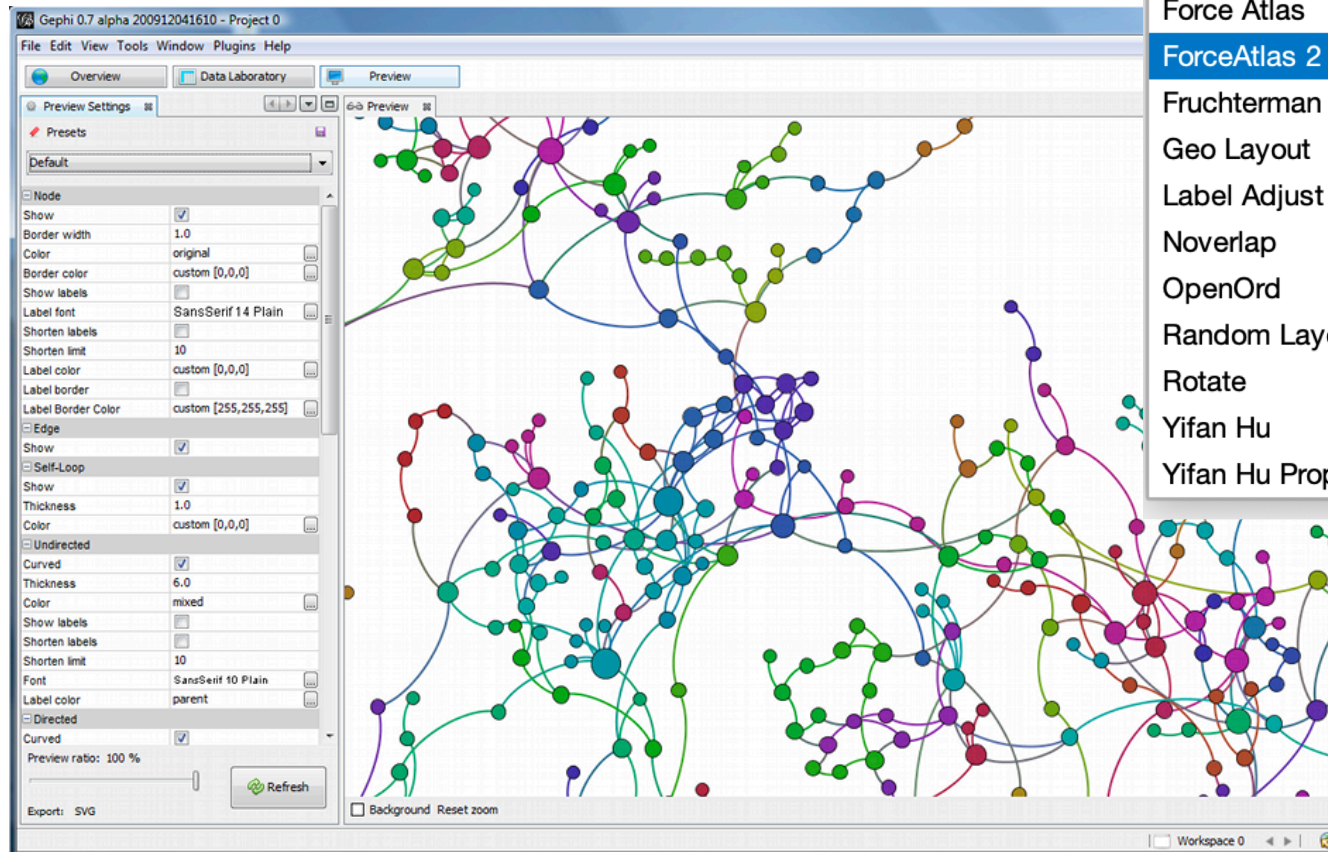 Gephi 0.7 alpha 200912041610 - Project 0
File Edit View Tools Window Plugins Help
Overview Data Laboratory Preview
Preview Settings
Preview
Presets
Default
Node
Show
Border width 1.0
Color original
Border color custom [0,0,0]
Show labels
Label font SansSerif 14 Plain
Shorten labels
Shorten limit 10
Label color custom [0,0,0]
Label border
Label Border Color custom [255,255,255]
Edge
Show
Self-Loop
Show
Thickness 1.0
Color custom [0,0,0]
Undirected
Curved
Thickness 6.0
Color mixed
Show labels
Shorten labels
Shorten limit 10
Font SansSerif 10 Plain
Label color parent
Directed
Curved
Preview ratio: 100 %
Refresh
Export: SVG
Background Reset zoom
Workspace 0
Force Atlas
ForceAtlas 2
Fruchterman
Geo Layout
Label Adjust
Noverlap
OpenOrd
Random Layo
Rotate
Yifan Hu
Yifan Hu Prop